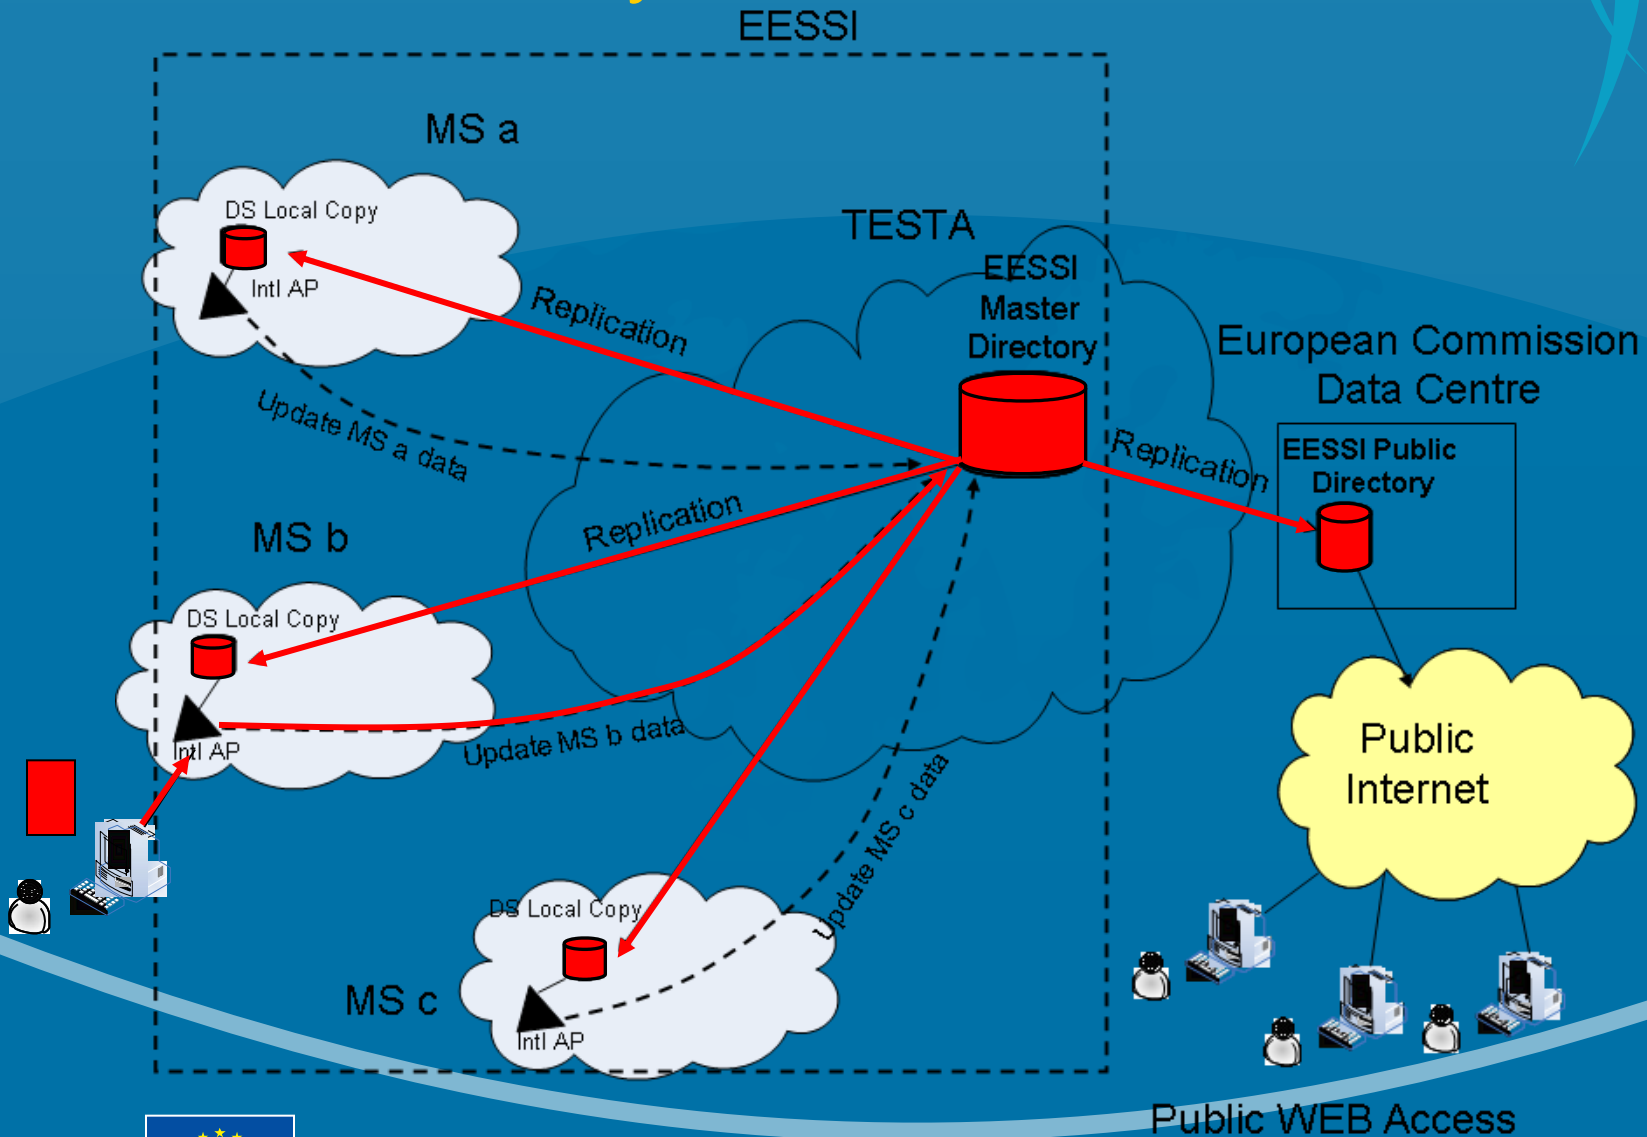 EESSI
MS a
DS Local Copy
Intl AP
TESTA
EESSI
Master
Directory
Replication
Update MS a data
European Commission
Data Centre
EESSI Public
Directory
Replication
Replication
MS b
DS Local Copy
Intl AP
Update MS b data
Public
Internet
Update MS c data
DS Local Copy
MS c
Intl AP
Public WEB Access